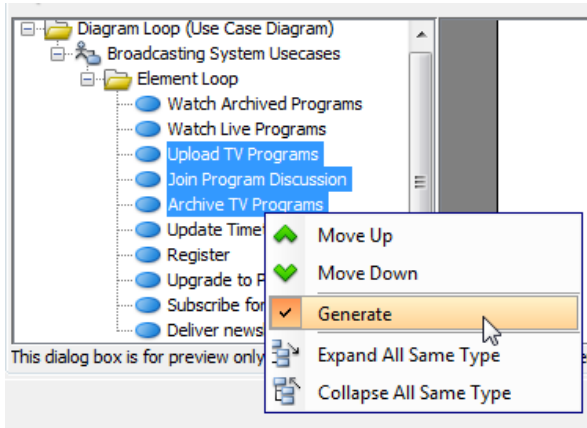 Diagram Loop (Use Case Diagram)
Broadcasting System Usecases
Element Loop
Watch Archived Programs
Watch Live Programs
Upload TV Programs
Join Program Discussion
Archive TV Programs
Update
Register
Upgrade to
Subscribe for
Deliver news
This dialog box is for preview only
Move Up
Move Down
Generate
Expand All Same Type
Collapse All Same Type